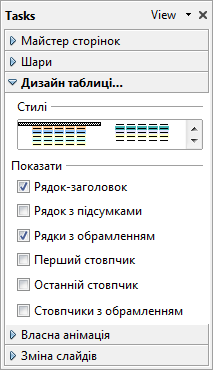 Tasks View
Майстер сторінок
Шари
Дизайн таблиці...
Стилі
Показати
Рядок-заголовок
Рядок з підсумками
Рядки з обрамленням
Перший стовпчик
Останній стовпчик
Стовпчики з обрамленням
Власна анімація
Зміна слайдів